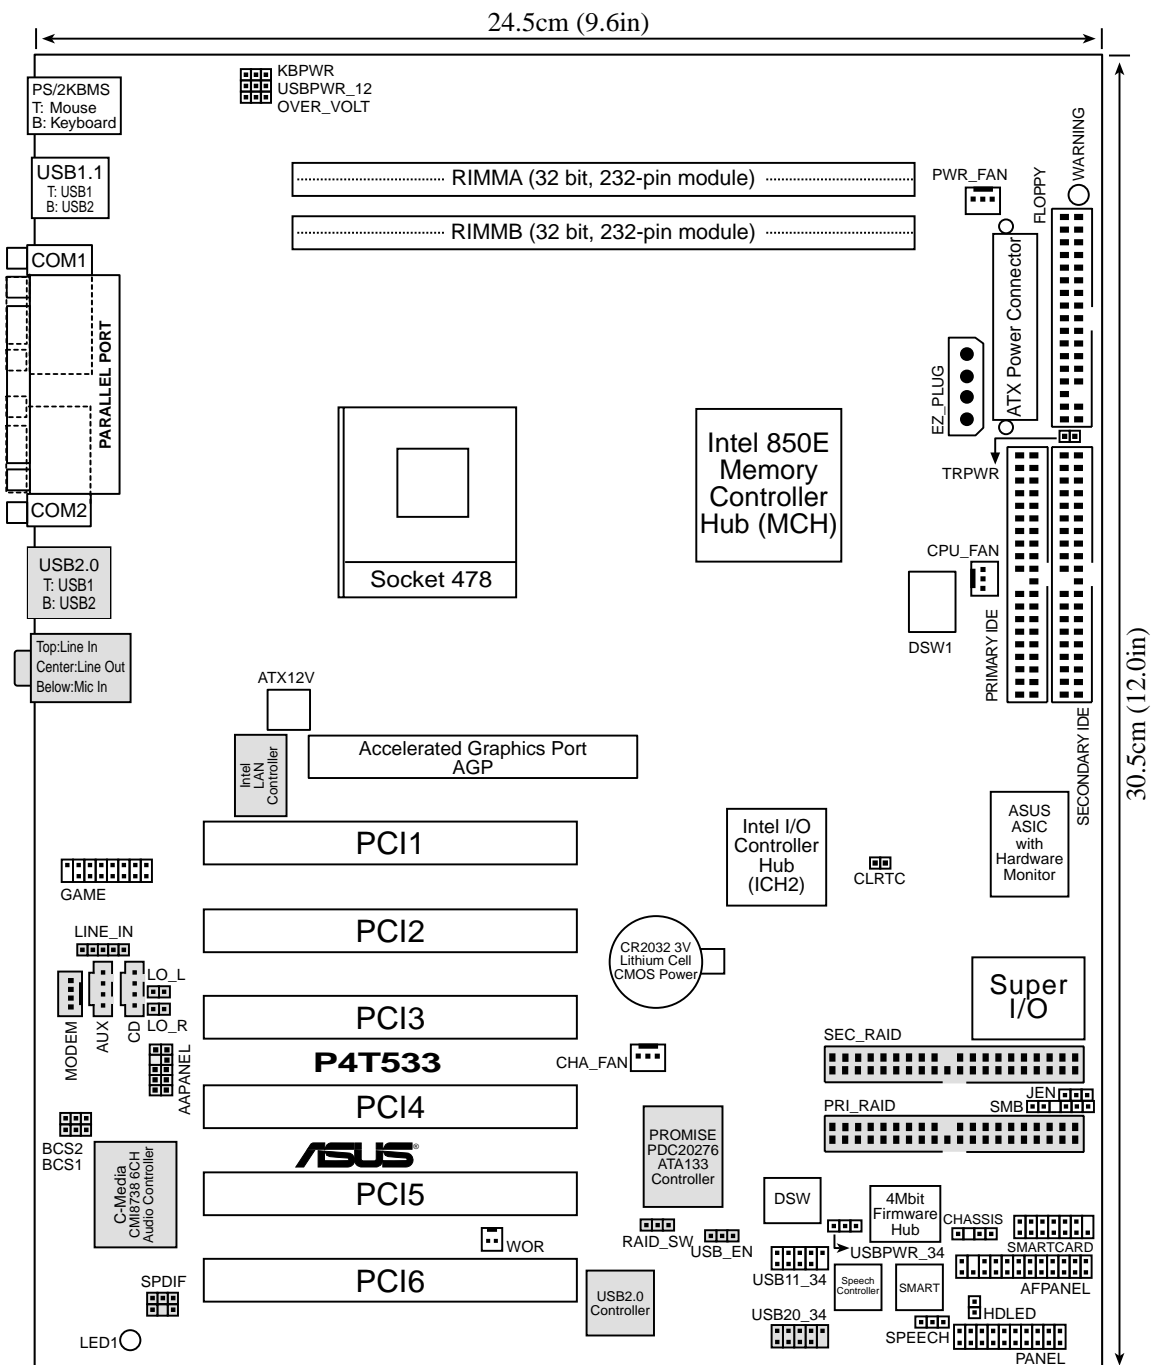 24.5cm (9.6in)
KBPWR
USBPWR_12
OVER_VOLT
PS/2KBMS
T: Mouse
B: Keyboard
USB1.1
T: USB1
B: USB2
RIMMA (32 bit, 232-pin module)
RIMMB (32 bit, 232-pin module)
PWR_FAN
FLOPPY
WARNING
COM1
PARALLEL PORT
COM2
ATX Power Connector
EZ_PLUG
Intel 850E
Memory
Controller
Hub (MCH)
TRPWR
Socket 478
CPU_FAN
DSW1
PRIMARY IDE
SECONDARY IDE
30.5cm (12.0in)
USB2.0
T: USB1
B: USB2
Top:Line In
Center:Line Out
Below:Mic In
ATX12V
Intel
LAN
Controller
Accelerated Graphics Port
AGP
PCI1
Intel I/O
Controller
Hub
(ICH2)
CLRTC
ASUS
ASIC
with
Hardware
Monitor
GAME
PCI2
LINE_IN
CR2032 3V
Lithium Cell
CMOS Power
LO_L
LO_R
MODEM
AUX
CD
AAPANEL
PCI3
Super
I/O
SEC_RAID
P4T533
CHA_FAN
JEN
SMB
PRI_RAID
PCI4
BCS2
BCS1
C-Media
CMI8738 6CH
Audio Controller
ASUS®
PROMISE
PDC20276
ATA133
Controller
PCI5
DSW
4Mbit
Firmware
Hub
CHASSIS
SMARTCARD
WOR
RAID_SW
USB_EN
USBPWR_34
USB11_34
AFPANEL
SPDIF
PCI6
USB2.0
Controller
Speech
Controller
SMART
USB20_34
HDLED
SPEECH
PANEL
LED1